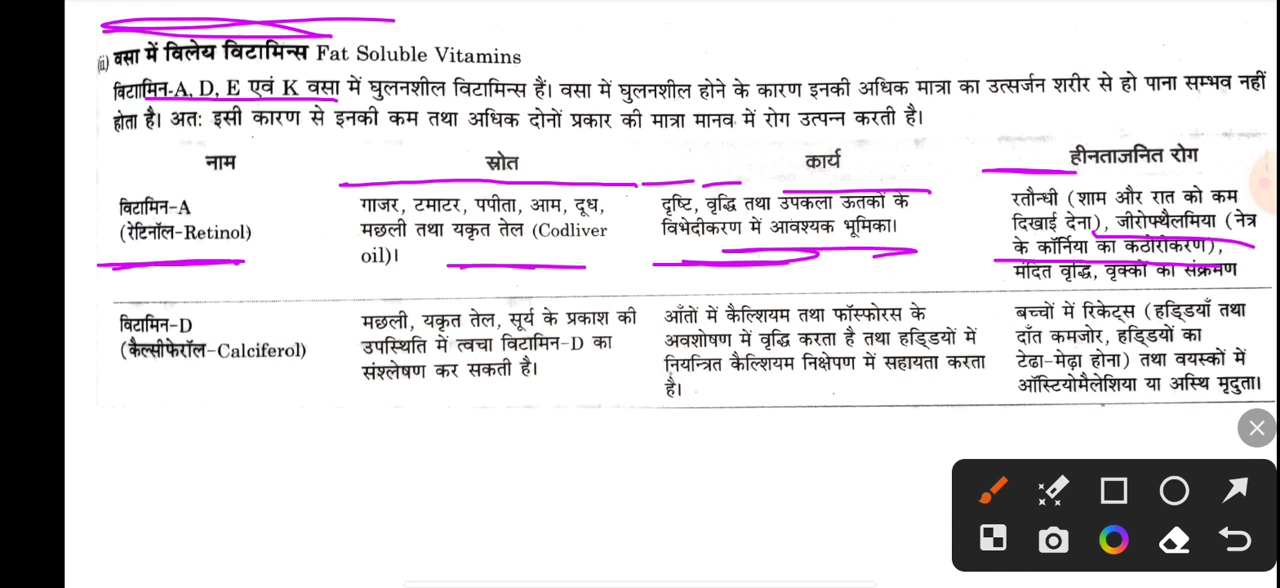 (ii) वसा में विलेय विटामिन्स Fat Soluble Vitamins
विटामिन-A, D, E एवं K वसा में घुलनशील विटामिन्स हैं। वसा में घुलनशील होने के कारण इनकी अधिक मात्रा का उत्सर्जन शरीर से हो पाना सम्भव नहीं
होता है। अतः इसी कारण से इनकी कम तथा अधिक दोनों प्रकार की मात्रा मानव में रोग उत्पन्न करती है।
नाम स्रोत कार्य हीनताजनित रोग
विटामिन-A
(रेटिनॉल-Retinol)
गाजर, टमाटर, पपीता, आम, दूध,
मछली तथा यकृत तेल (Codliver
oil)।
दृष्टि, वृद्धि तथा उपकला ऊतकों के
विभेदीकरण में आवश्यक भूमिका।
रतौन्धी (शाम और रात को कम
दिखाई देना), जीरोफ्थैलमिया (नेत्र
के कॉर्निया का कठोरीकरण),
मंदित वृद्धि, वृक्कों का संक्रमण
विटामिन-D
(कैल्सीफेरॉल-Calciferol)
मछली, यकृत तेल, सूर्य के प्रकाश की
उपस्थिति में त्वचा विटामिन-D का
संश्लेषण कर सकती है।
आँतों में कैल्शियम तथा फॉस्फोरस के
अवशोषण में वृद्धि करता है तथा हड्डियों में
नियन्त्रित कैल्शियम निक्षेपण में सहायता करता
है।
बच्चों में रिकेट्स (हड्डियाँ तथा
दाँत कमजोर, हड्डियों का
टेढा-मेढ़ा होना) तथा वयस्कों में
ऑस्टियोमैलेशिया या अस्थि मृदुता।